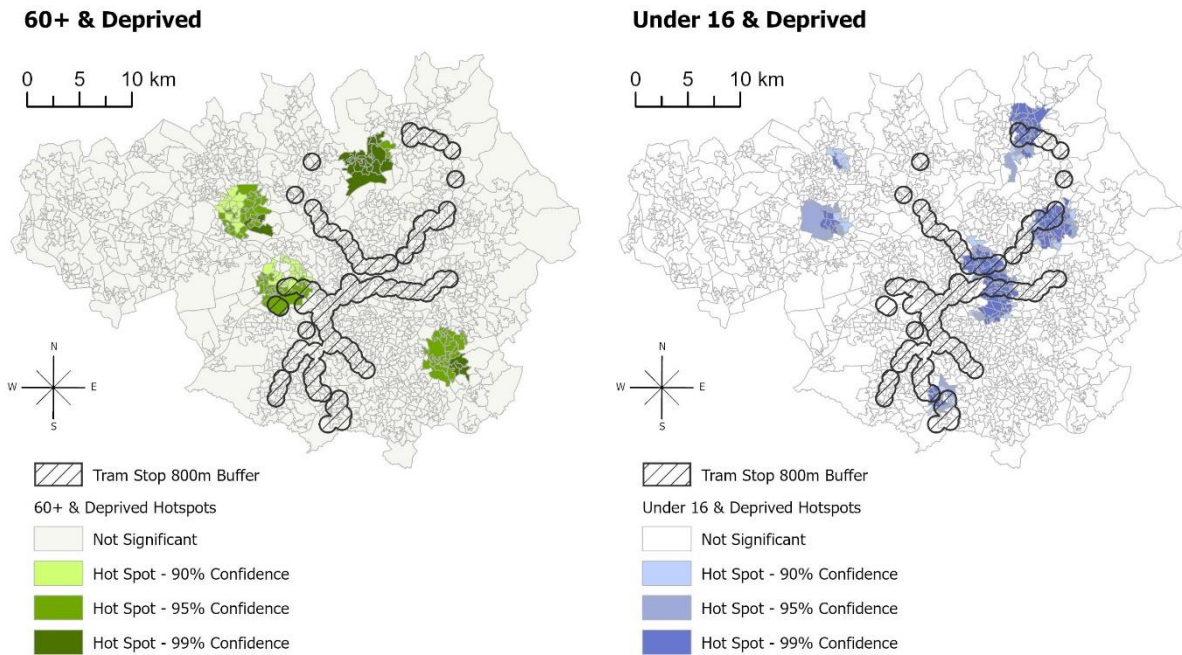 60+ & Deprived
0 5 10 km
N
W E
S
Tram Stop 800m Buffer
60+ & Deprived Hotspots
Not Significant
Hot Spot - 90% Confidence
Hot Spot - 95% Confidence
Hot Spot - 99% Confidence
Under 16 & Deprived
0 5 10 km
N
W E
S
Tram Stop 800m Buffer
Under 16 & Deprived Hotspots
Not Significant
Hot Spot - 90% Confidence
Hot Spot - 95% Confidence
Hot Spot - 99% Confidence